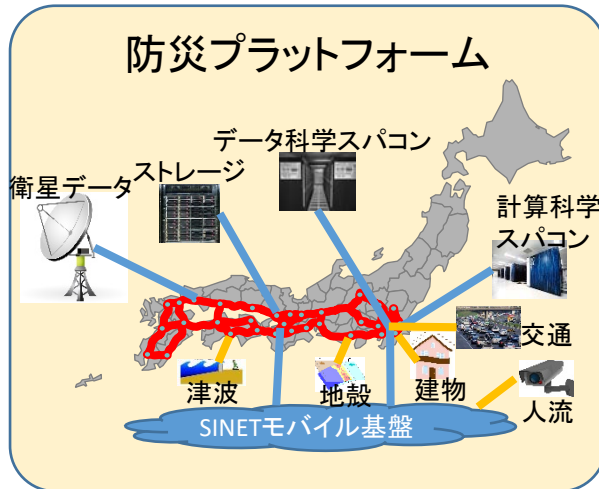 防災プラットフォーム
データ科学スパコン
ストレージ
衛星データ
計算科学
スパコン
交通
津波
地殻
建物
人流
SINETモバイル基盤